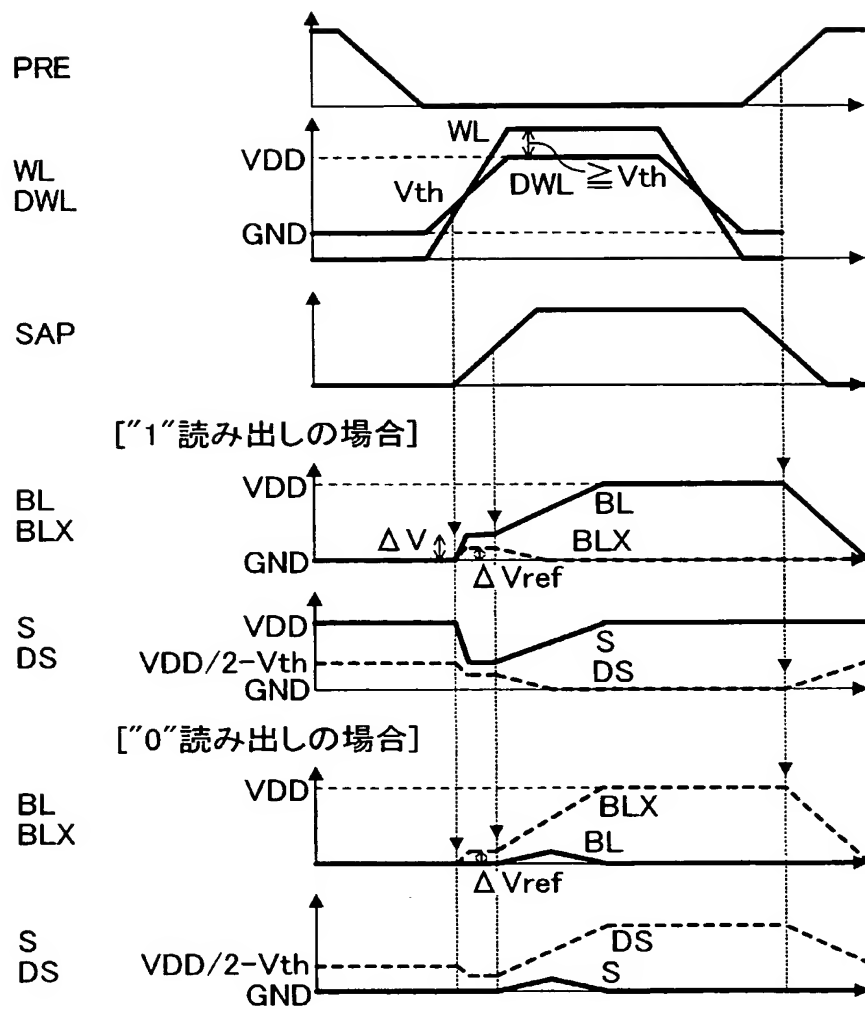 PRE
WL
DWL
VDD
GND
Vth
WL
DWL ≧ Vth
SAP
["1"読み出しの場合]
BL
BLX
VDD
GND
ΔV
BL
BLX
ΔVref
S
DS
VDD
VDD/2-Vth
GND
S
DS
["0"読み出しの場合]
BL
BLX
VDD
BLX
BL
ΔVref
S
DS
VDD/2-Vth
GND
DS
S